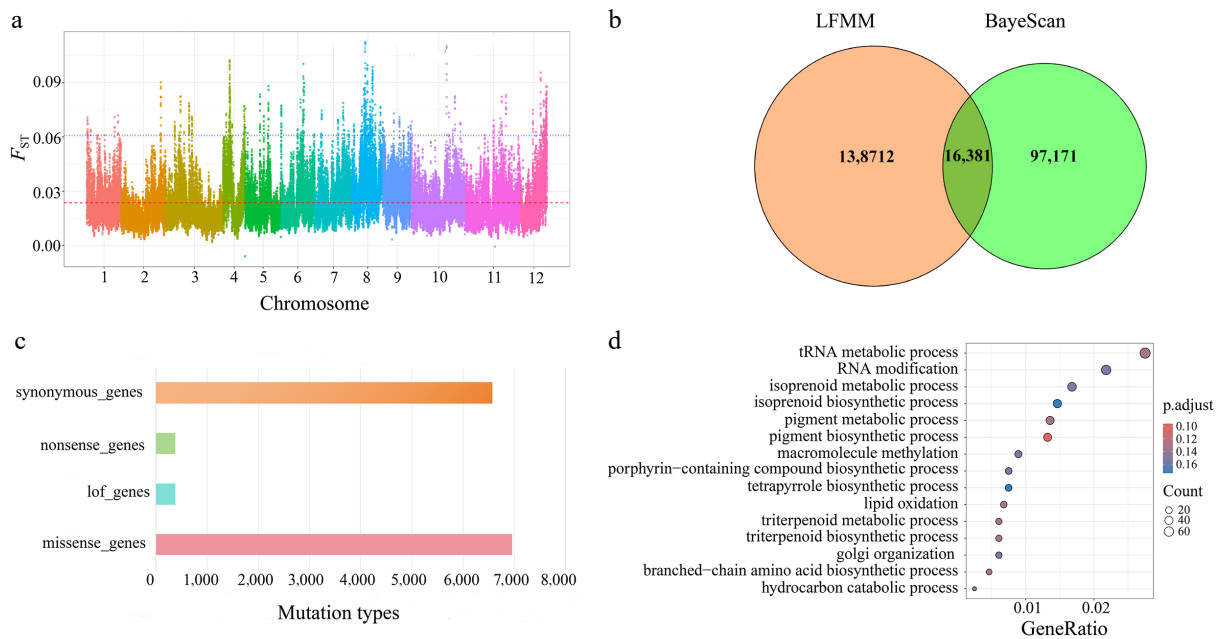 a
0.09
0.06
0.03
0.00
FST
1 2 3 4 5 6 7 8 9 10 11 12
Chromosome
b
LFMM BayeScan
13,8712 16,381 97,171
c
synonymous_genes
nonsense_genes
lof_genes
missense_genes
0 1,000 2,000 3,000 4,000 5,000 6,000 7,000 8,000
Mutation types
d
tRNA metabolic process
RNA modification
isoprenoid metabolic process
isoprenoid biosynthetic process
pigment metabolic process
pigment biosynthetic process
macromolecule methylation
porphyrin−containing compound biosynthetic process
tetrapyrrole biosynthetic process
lipid oxidation
triterpenoid metabolic process
triterpenoid biosynthetic process
golgi organization
branched−chain amino acid biosynthetic process
hydrocarbon catabolic process
0.01 0.02
GeneRatio
p.adjust
0.10
0.12
0.14
0.16
Count
20
40
60